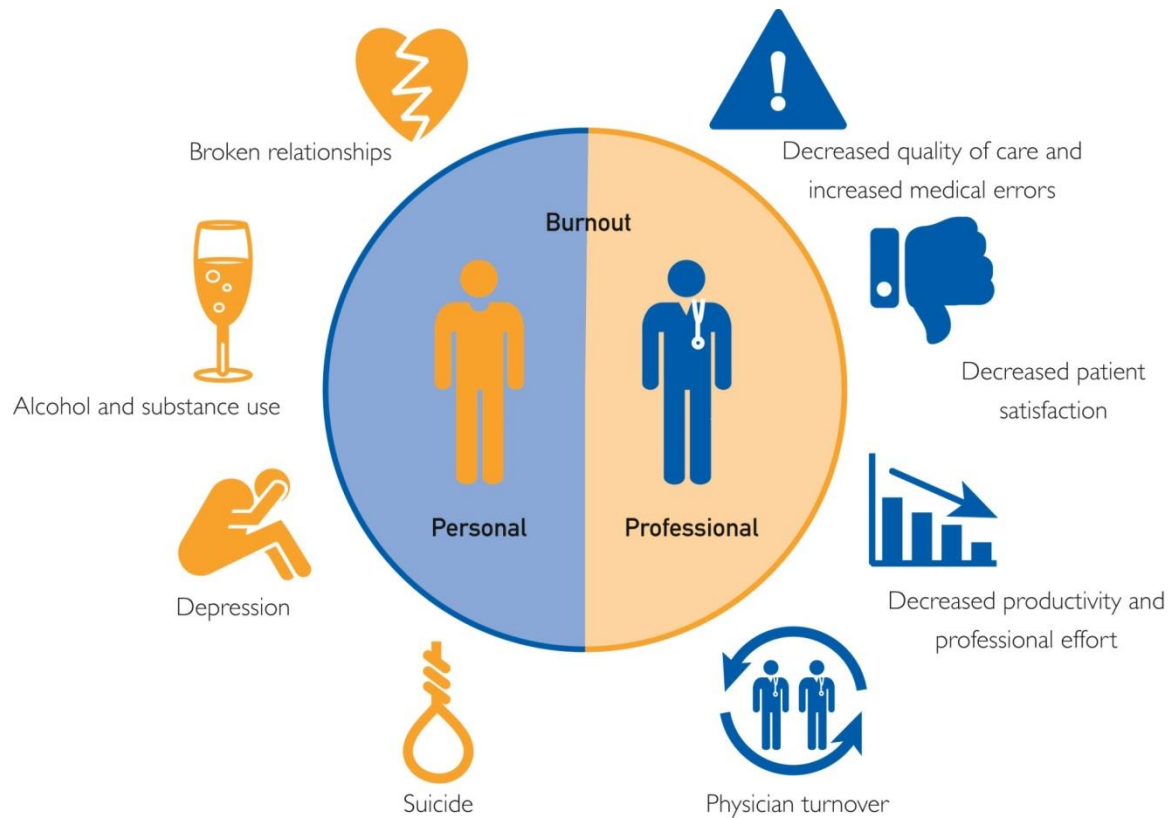 Broken relationships
Decreased quality of care and
increased medical errors
Burnout
Alcohol and substance use
Decreased patient
satisfaction
Personal
Professional
Depression
Decreased productivity and
professional effort
Suicide
Physician turnover